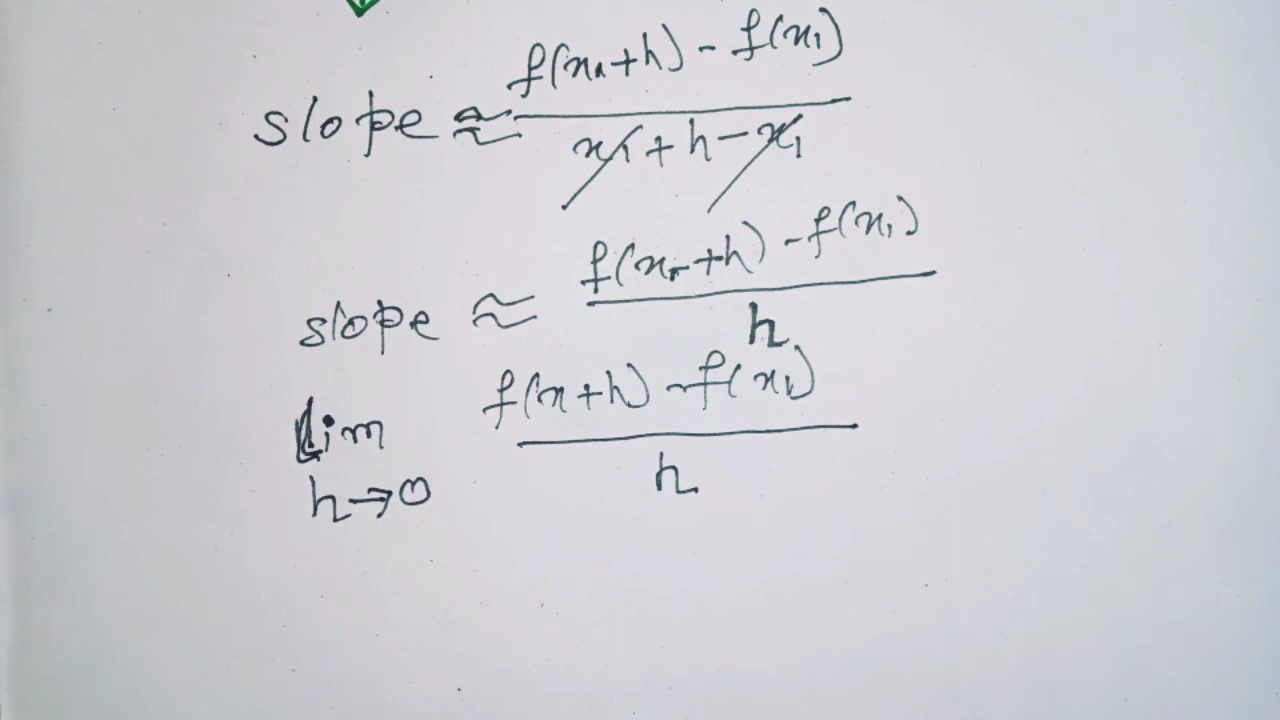 slope ≈ f(x₁+h) - f(x₁) / x₁ + h - x₁
slope ≈ f(x₁+h) - f(x₁) / h
lim h→0 f(x+h) - f(x₁) / h